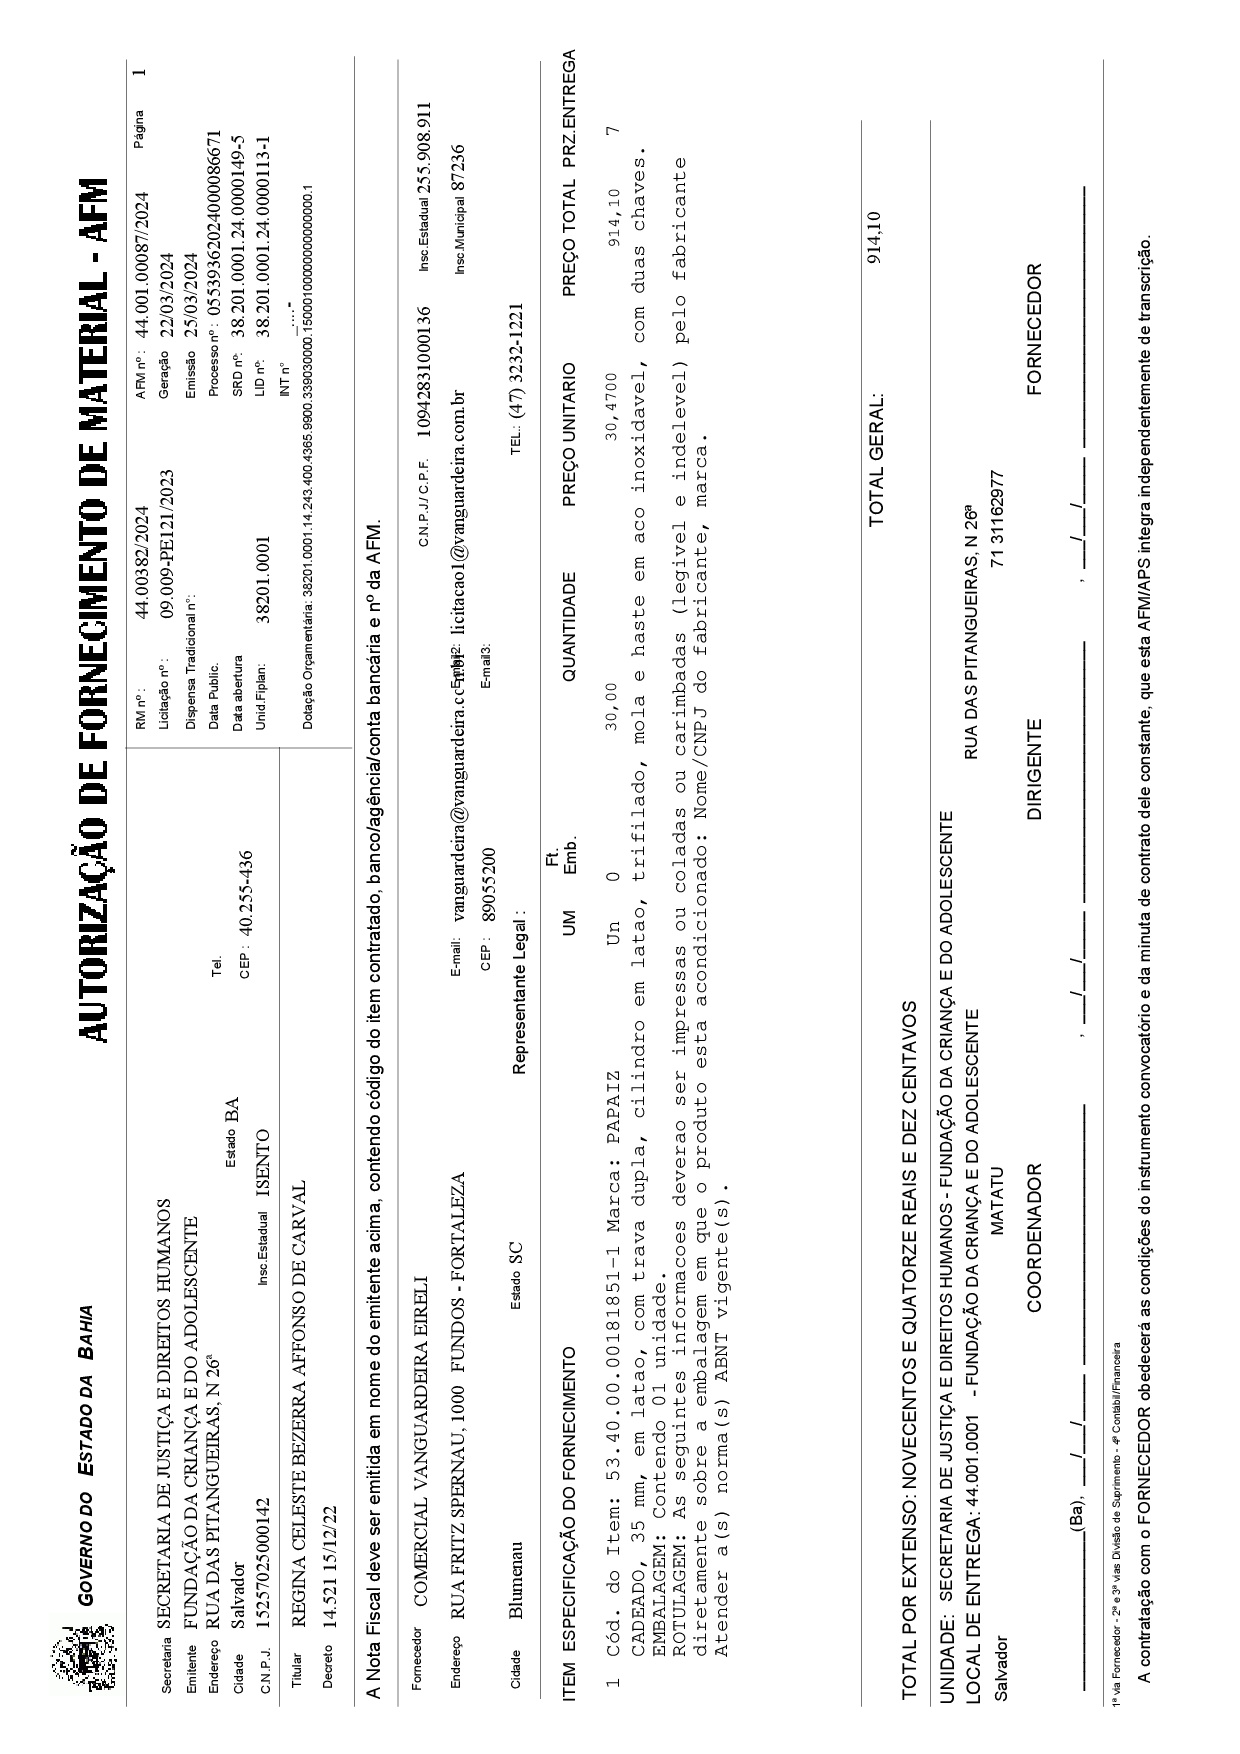 GOVERNO DO ESTADO DA BAHIA
AUTORIZAÇÃO DE FORNECIMENTO DE MATERIAL - AFM
RM nº : 44.00382/2024 AFM nº : 44.001.00087/2024 Página 1
Secretaria SECRETARIA DE JUSTIÇA E DIREITOS HUMANOS
Licitação nº : 09.009-PE121/2023 Geração 22/03/2024
Emitente FUNDAÇÃO DA CRIANÇA E DO ADOLESCENTE
Dispensa Tradicional n°: Emissão 25/03/2024
Endereço RUA DAS PITANGUEIRAS, N 26ª Tel.
Data Public. Processo nº : 05539362024000086671
Cidade Salvador Estado BA CEP : 40.255-436
Data abertura SRD nº: 38.201.0001.24.0000149-5
C.N.P.J. 15257025000142 Insc.Estadual ISENTO
Unid.Fiplan: 38201.0001 LID nº: 38.201.0001.24.0000113-1
INT n° _....-
Titular REGINA CELESTE BEZERRA AFFONSO DE CARVAL
Dotação Orçamentária: 38201.0001.14.243.400.4365.9900.339030000.15000100000000000000.1
Decreto 14.521 15/12/22
A Nota Fiscal deve ser emitida em nome do emitente acima, contendo código do item contratado, banco/agência/conta bancária e nº da AFM.
Fornecedor COMERCIAL VANGUARDEIRA EIRELI C.N.P.J./ C.P.F. 10942831000136 Insc.Estadual 255.908.911
Endereço RUA FRITZ SPERNAU, 1000 FUNDOS - FORTALEZA E-mail: vanguardeira@vanguardeira.com.br E-mail2: licitacao1@vanguardeira.com.br Insc.Municipal 87236
CEP : 89055200 E-mail3:
Cidade Blumenau Estado SC Representante Legal : TEL.: (47) 3232-1221
ITEM ESPECIFICAÇÃO DO FORNECIMENTO UM Ft. Emb. QUANTIDADE PREÇO UNITARIO PREÇO TOTAL PRZ.ENTREGA
1 Cód. do Item: 53.40.00.00181851-1 Marca: PAPAIZ Un 0 30,00 30,4700 914,10 7
CADEADO, 35 mm, em latao, com trava dupla, cilindro em latao, trifilado, mola e haste em aco inoxidavel, com duas chaves.
EMBALAGEM: Contendo 01 unidade.
ROTULAGEM: As seguintes informacoes deverao ser impressas ou coladas ou carimbadas (legivel e indelevel) pelo fabricante
diretamente sobre a embalagem em que o produto esta acondicionado: Nome/CNPJ do fabricante, marca.
Atender a(s) norma(s) ABNT vigente(s).
TOTAL GERAL: 914,10
TOTAL POR EXTENSO: NOVECENTOS E QUATORZE REAIS E DEZ CENTAVOS
UNIDADE: SECRETARIA DE JUSTIÇA E DIREITOS HUMANOS - FUNDAÇÃO DA CRIANÇA E DO ADOLESCENTE
LOCAL DE ENTREGA: 44.001.0001 - FUNDAÇÃO DA CRIANÇA E DO ADOLESCENTE RUA DAS PITANGUEIRAS, N 26ª
Salvador MATATU 71 31162977
COORDENADOR DIRIGENTE FORNECEDOR
_________________(Ba), ___/___/_____ ____________________________ , ___/___/_____ ____________________________ , ___/___/_____ ____________________________
1ª via Fornecedor - 2ª e 3ª vias Divisão de Suprimento - 4ª Contábil/Financeira
A contratação com o FORNECEDOR obedecerá as condições do instrumento convocatório e da minuta de contrato dele constante, que esta AFM/APS integra independentemente de transcrição.